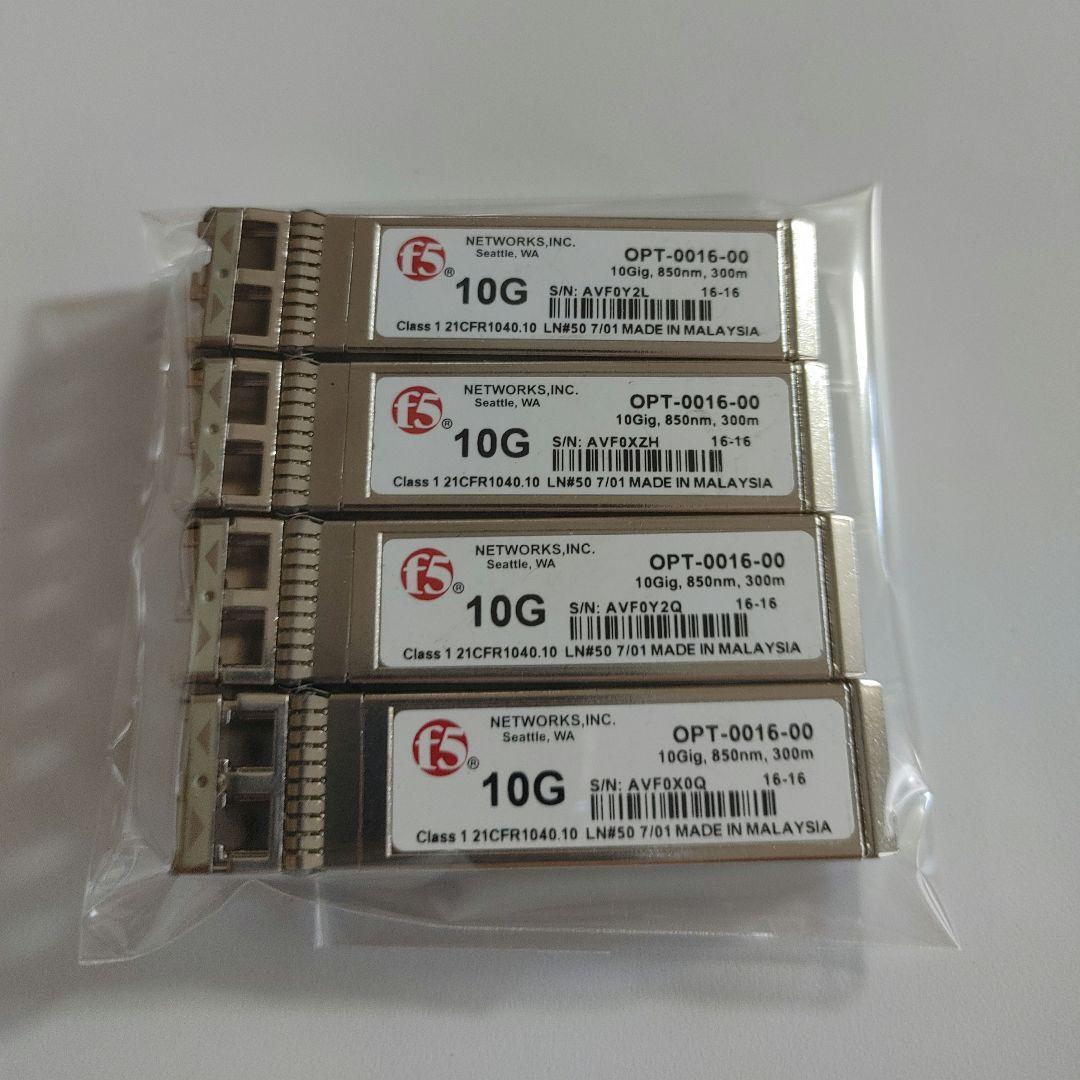 f5® NETWORKS,INC.
Seattle, WA
OPT-0016-00
10Gig, 850nm, 300m
10G S/N: AVF0Y2L 16-16
Class 1 21CFR1040.10 LN#50 7/01 MADE IN MALAYSIA
f5® NETWORKS,INC.
Seattle, WA
OPT-0016-00
10Gig, 850nm, 300m
10G S/N: AVF0XZH 16-16
Class 1 21CFR1040.10 LN#50 7/01 MADE IN MALAYSIA
f5® NETWORKS,INC.
Seattle, WA
OPT-0016-00
10Gig, 850nm, 300m
10G S/N: AVF0Y2Q 16-16
Class 1 21CFR1040.10 LN#50 7/01 MADE IN MALAYSIA
f5® NETWORKS,INC.
Seattle, WA
OPT-0016-00
10Gig, 850nm, 300m
10G S/N: AVF0X0Q 16-16
Class 1 21CFR1040.10 LN#50 7/01 MADE IN MALAYSIA